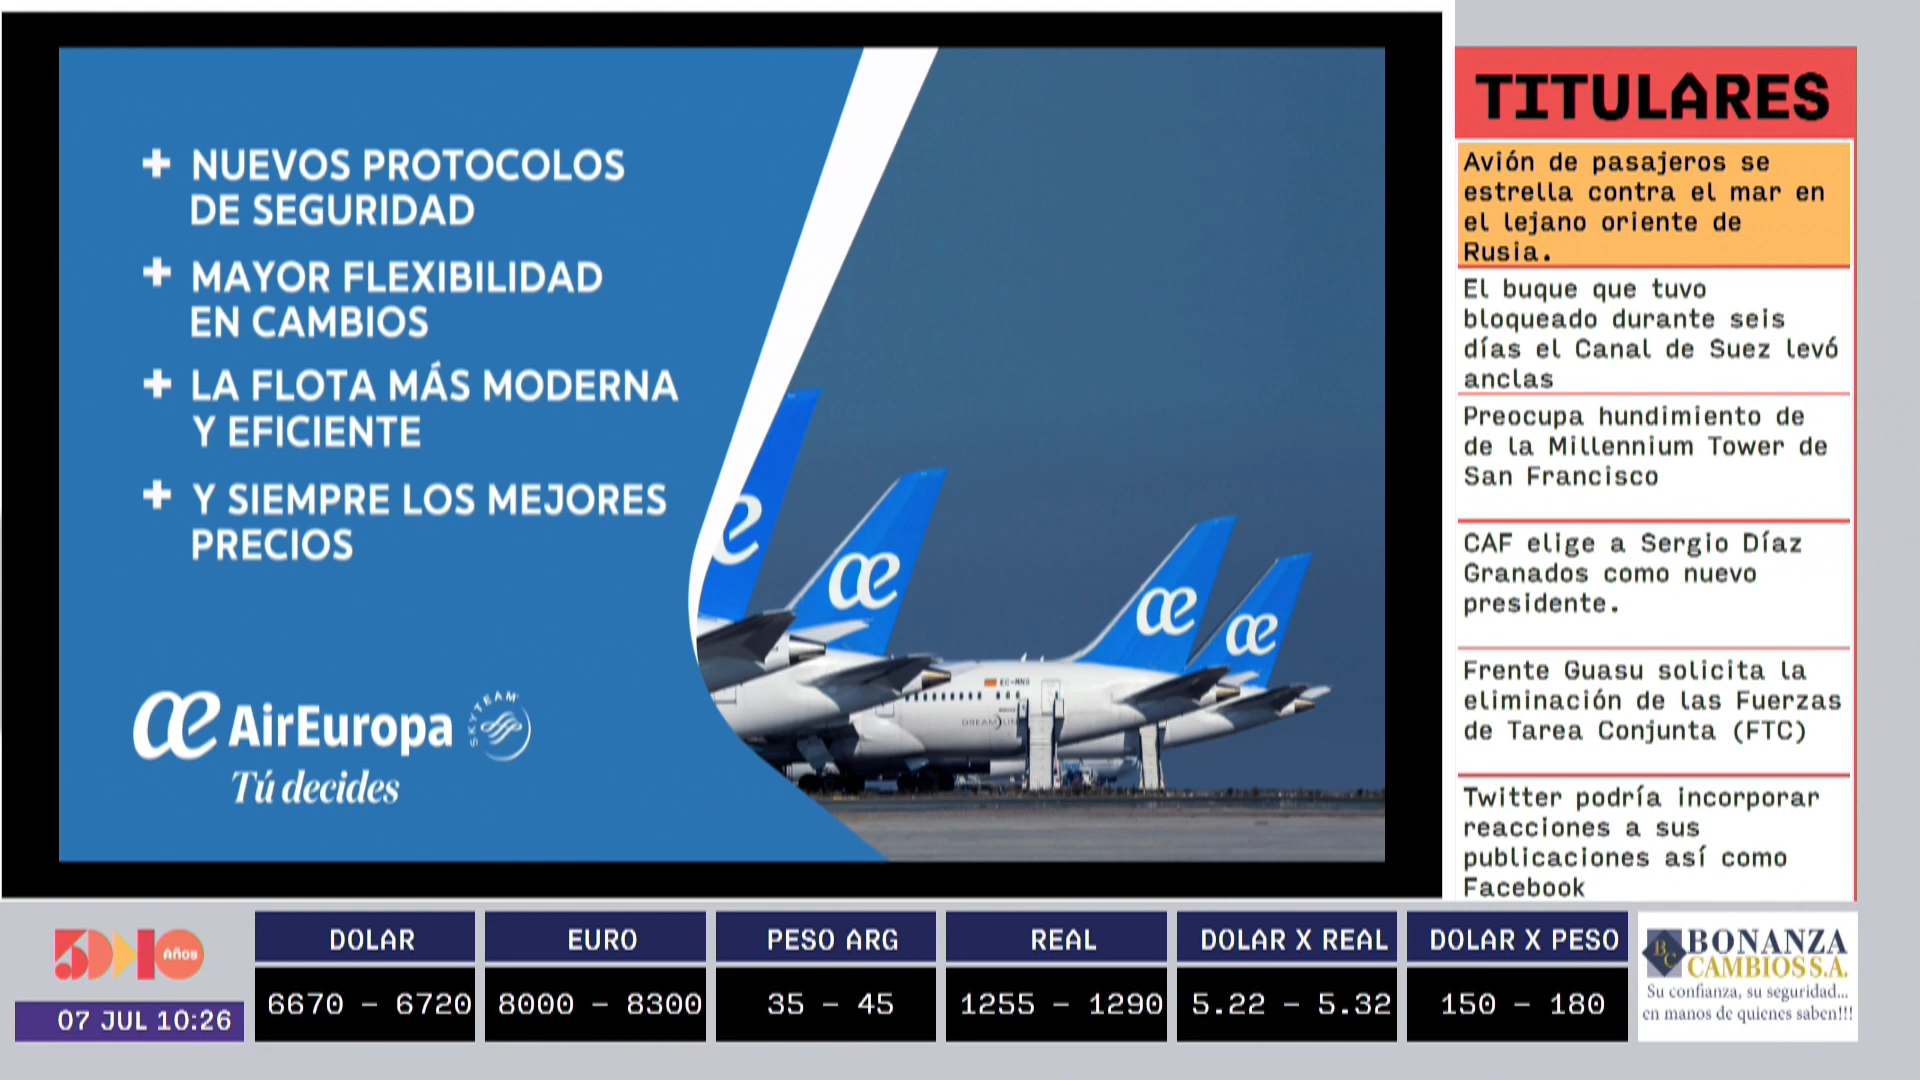 + NUEVOS PROTOCOLOS
DE SEGURIDAD
+ MAYOR FLEXIBILIDAD
EN CAMBIOS
+ LA FLOTA MÁS MODERNA
Y EFICIENTE
+ Y SIEMPRE LOS MEJORES
PRECIOS
æ AirEuropa
SKYTEAM
Tú decides
e
æ
æ
æ
TITULARES
Avión de pasajeros se
estrella contra el mar en
el lejano oriente de
Rusia.
El buque que tuvo
bloqueado durante seis
días el Canal de Suez levó
anclas
Preocupa hundimiento de
de la Millennium Tower de
San Francisco
CAF elige a Sergio Díaz
Granados como nuevo
presidente.
Frente Guasu solicita la
eliminación de las Fuerzas
de Tarea Conjunta (FTC)
Twitter podría incorporar
reacciones a sus
publicaciones así como
Facebook
Años
07 JUL 10:26
DOLAR
6670 - 6720
EURO
8000 - 8300
PESO ARG
35 - 45
REAL
1255 - 1290
DOLAR X REAL
5.22 - 5.32
DOLAR X PESO
150 - 180
BC
BONANZA
CAMBIOS S.A.
Su confianza, su seguridad...
en manos de quienes saben!!!